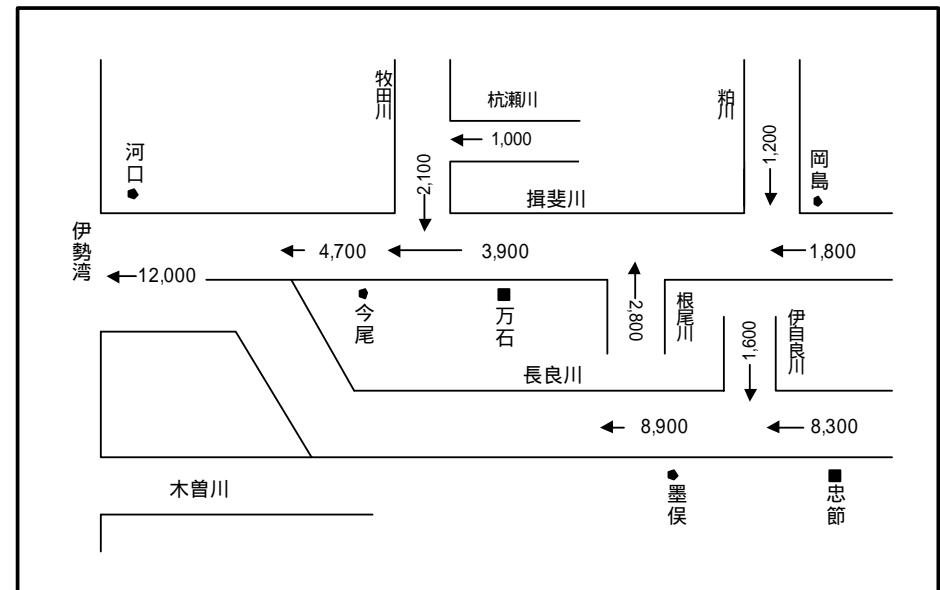 牧田川
杭瀬川
1,000
粕川
1,200
岡島
河口
2,100
揖斐川
伊勢湾
4,700
3,900
1,800
12,000
今尾
万石
2,800
根尾川
1,600
伊自良川
長良川
8,900
8,300
木曽川
墨俣
忠節